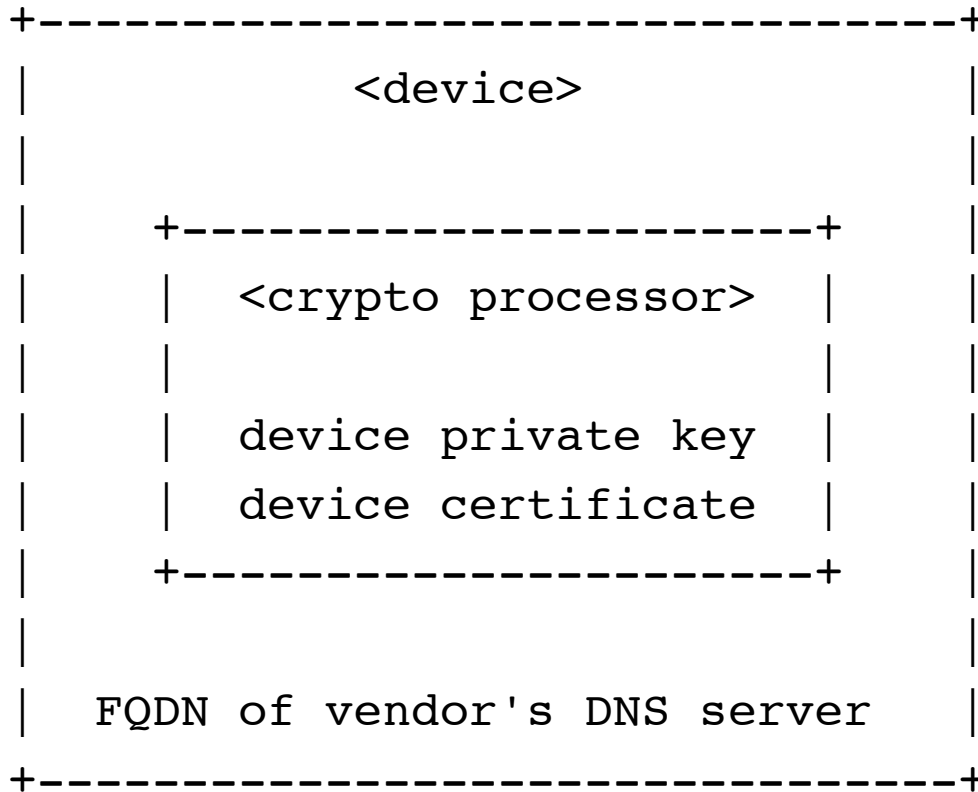 <device>
<crypto processor>
device private key
device certificate
FQDN of vendor's DNS server